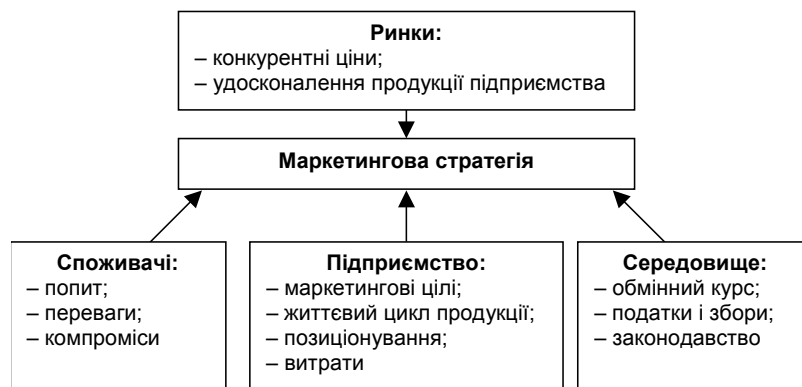 Ринки:
– конкурентні ціни;
– удосконалення продукції підприємства
Маркетингова стратегія
Споживачі:
– попит;
– переваги;
– компроміси
Підприємство:
– маркетингові цілі;
– життєвий цикл продукції;
– позиціонування;
– витрати
Середовище:
– обмінний курс;
– податки і збори;
– законодавство